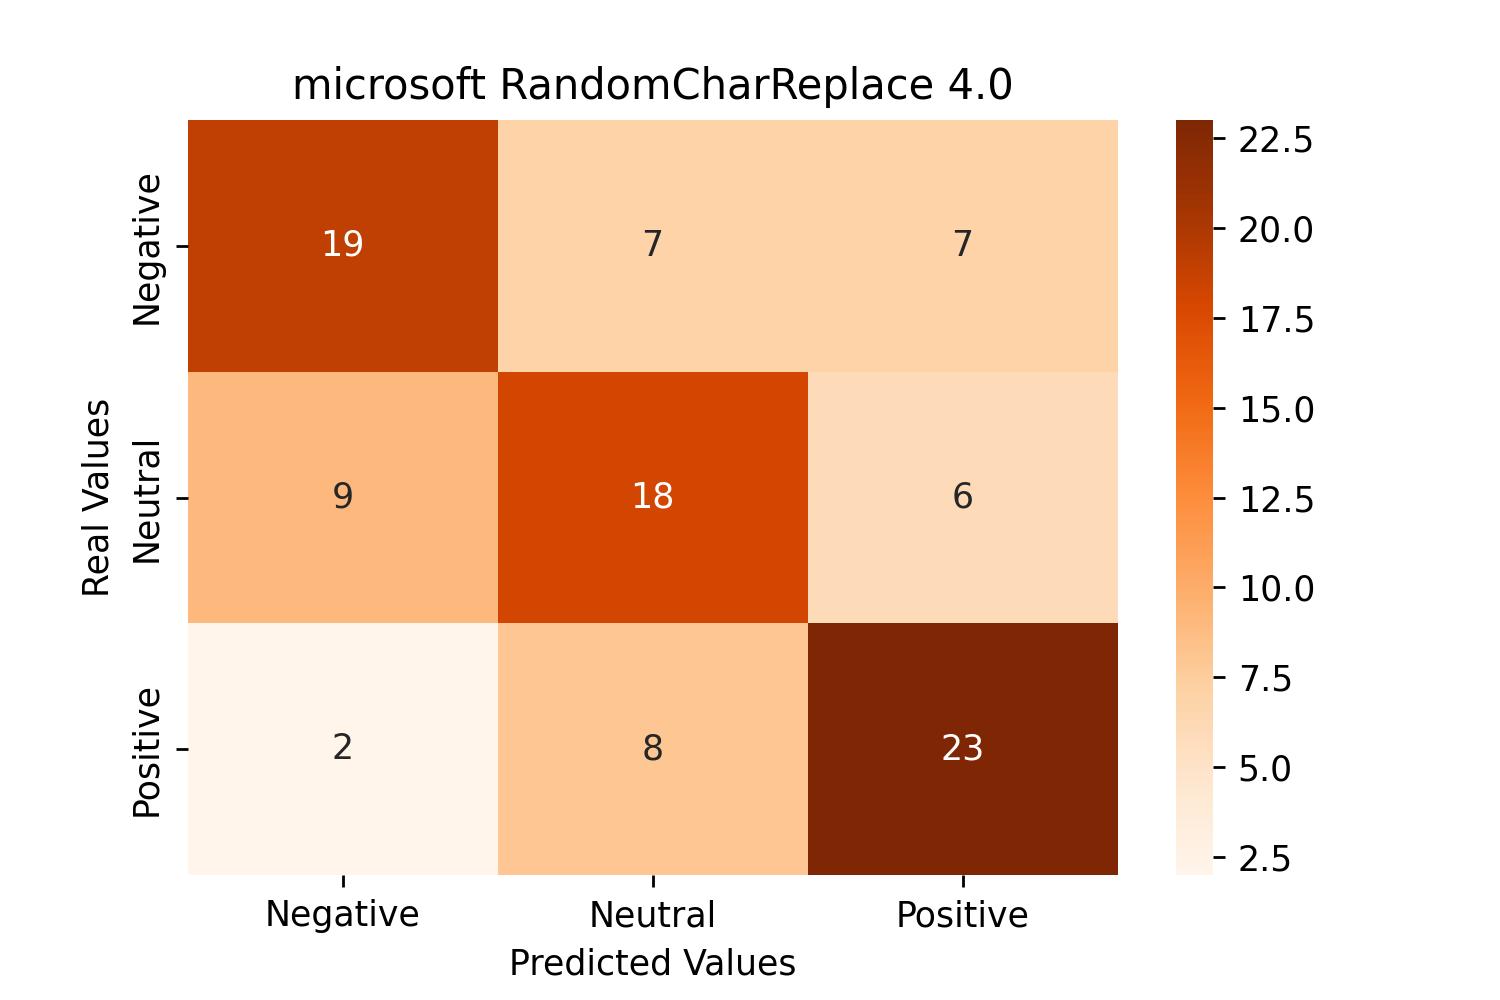 microsoft RandomCharReplace 4.0
Real Values
Negative
19 7 7
Neutral
9 18 6
Positive
2 8 23
Negative Neutral Positive
Predicted Values
22.5
20.0
17.5
15.0
12.5
10.0
7.5
5.0
2.5